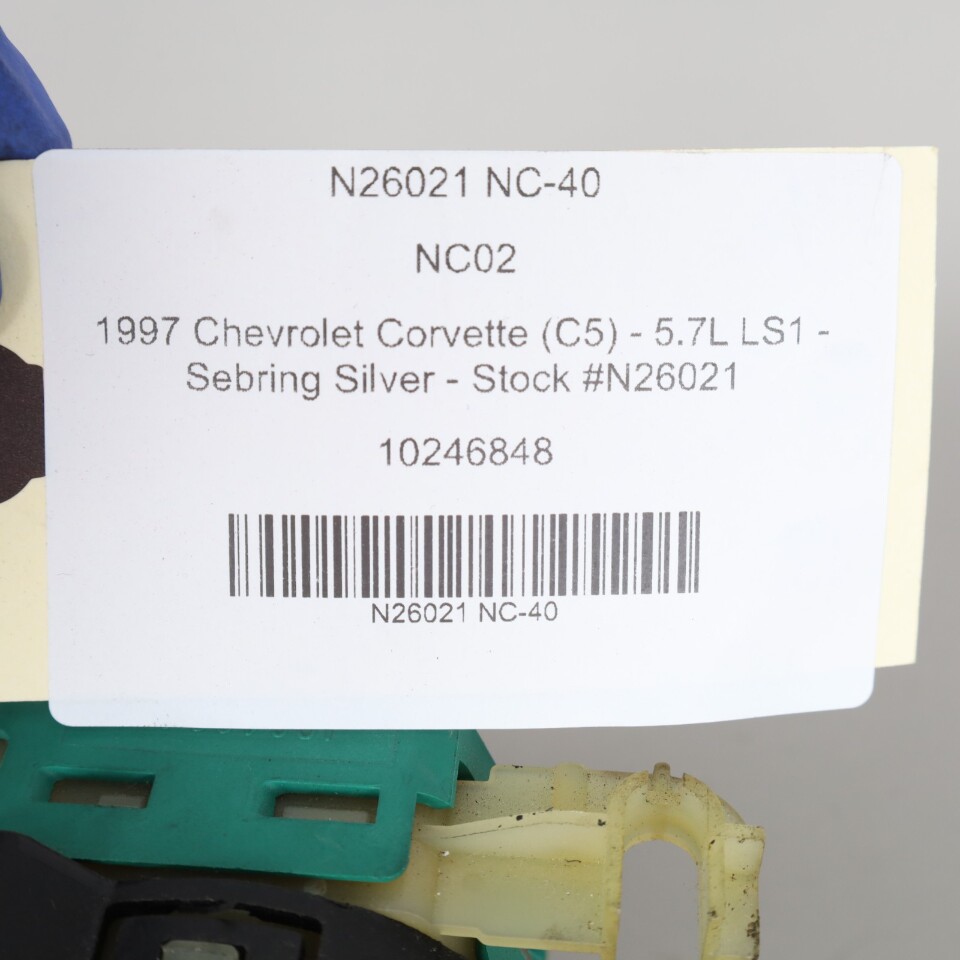 N26021 NC-40
NC02
1997 Chevrolet Corvette (C5) - 5.7L LS1 -
Sebring Silver - Stock #N26021
10246848
N26021 NC-40